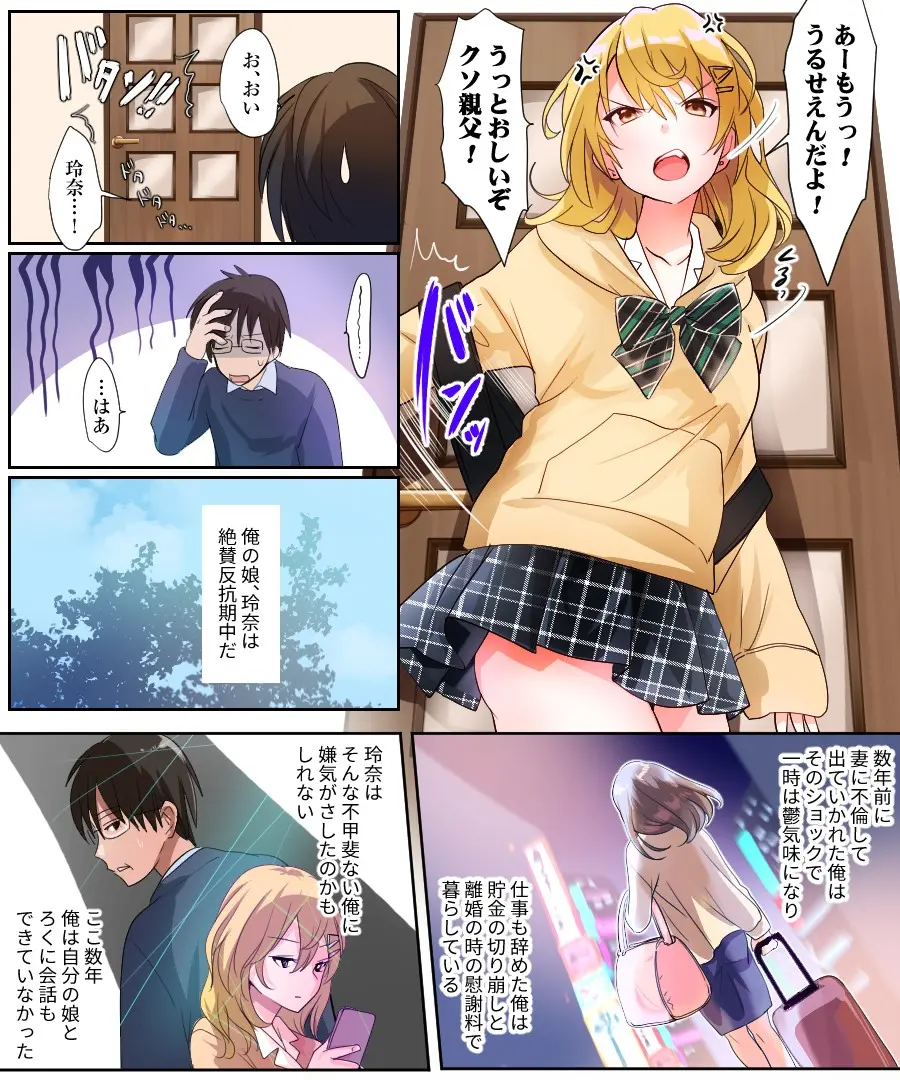 あーもうっ！
うるせえんだよ！
うっとおしいぞ
クソ親父！
くるっ
バンッ
お、おい
バタン!!
玲奈…！
ドタ
ドタ
ドタ…
…………
…はあ
俺の娘、玲奈は
絶賛反抗期中だ
数年前に
妻に不倫して
出ていかれた俺は
そのショックで
一時は鬱気味になり
仕事も辞めた俺は
貯金の切り崩しと
離婚の時の慰謝料で
暮らしている
玲奈は
そんな不甲斐ない俺に
嫌気がさしたのかも
しれない
ここ数年
俺は自分の娘と
ろくに会話も
できていなかった